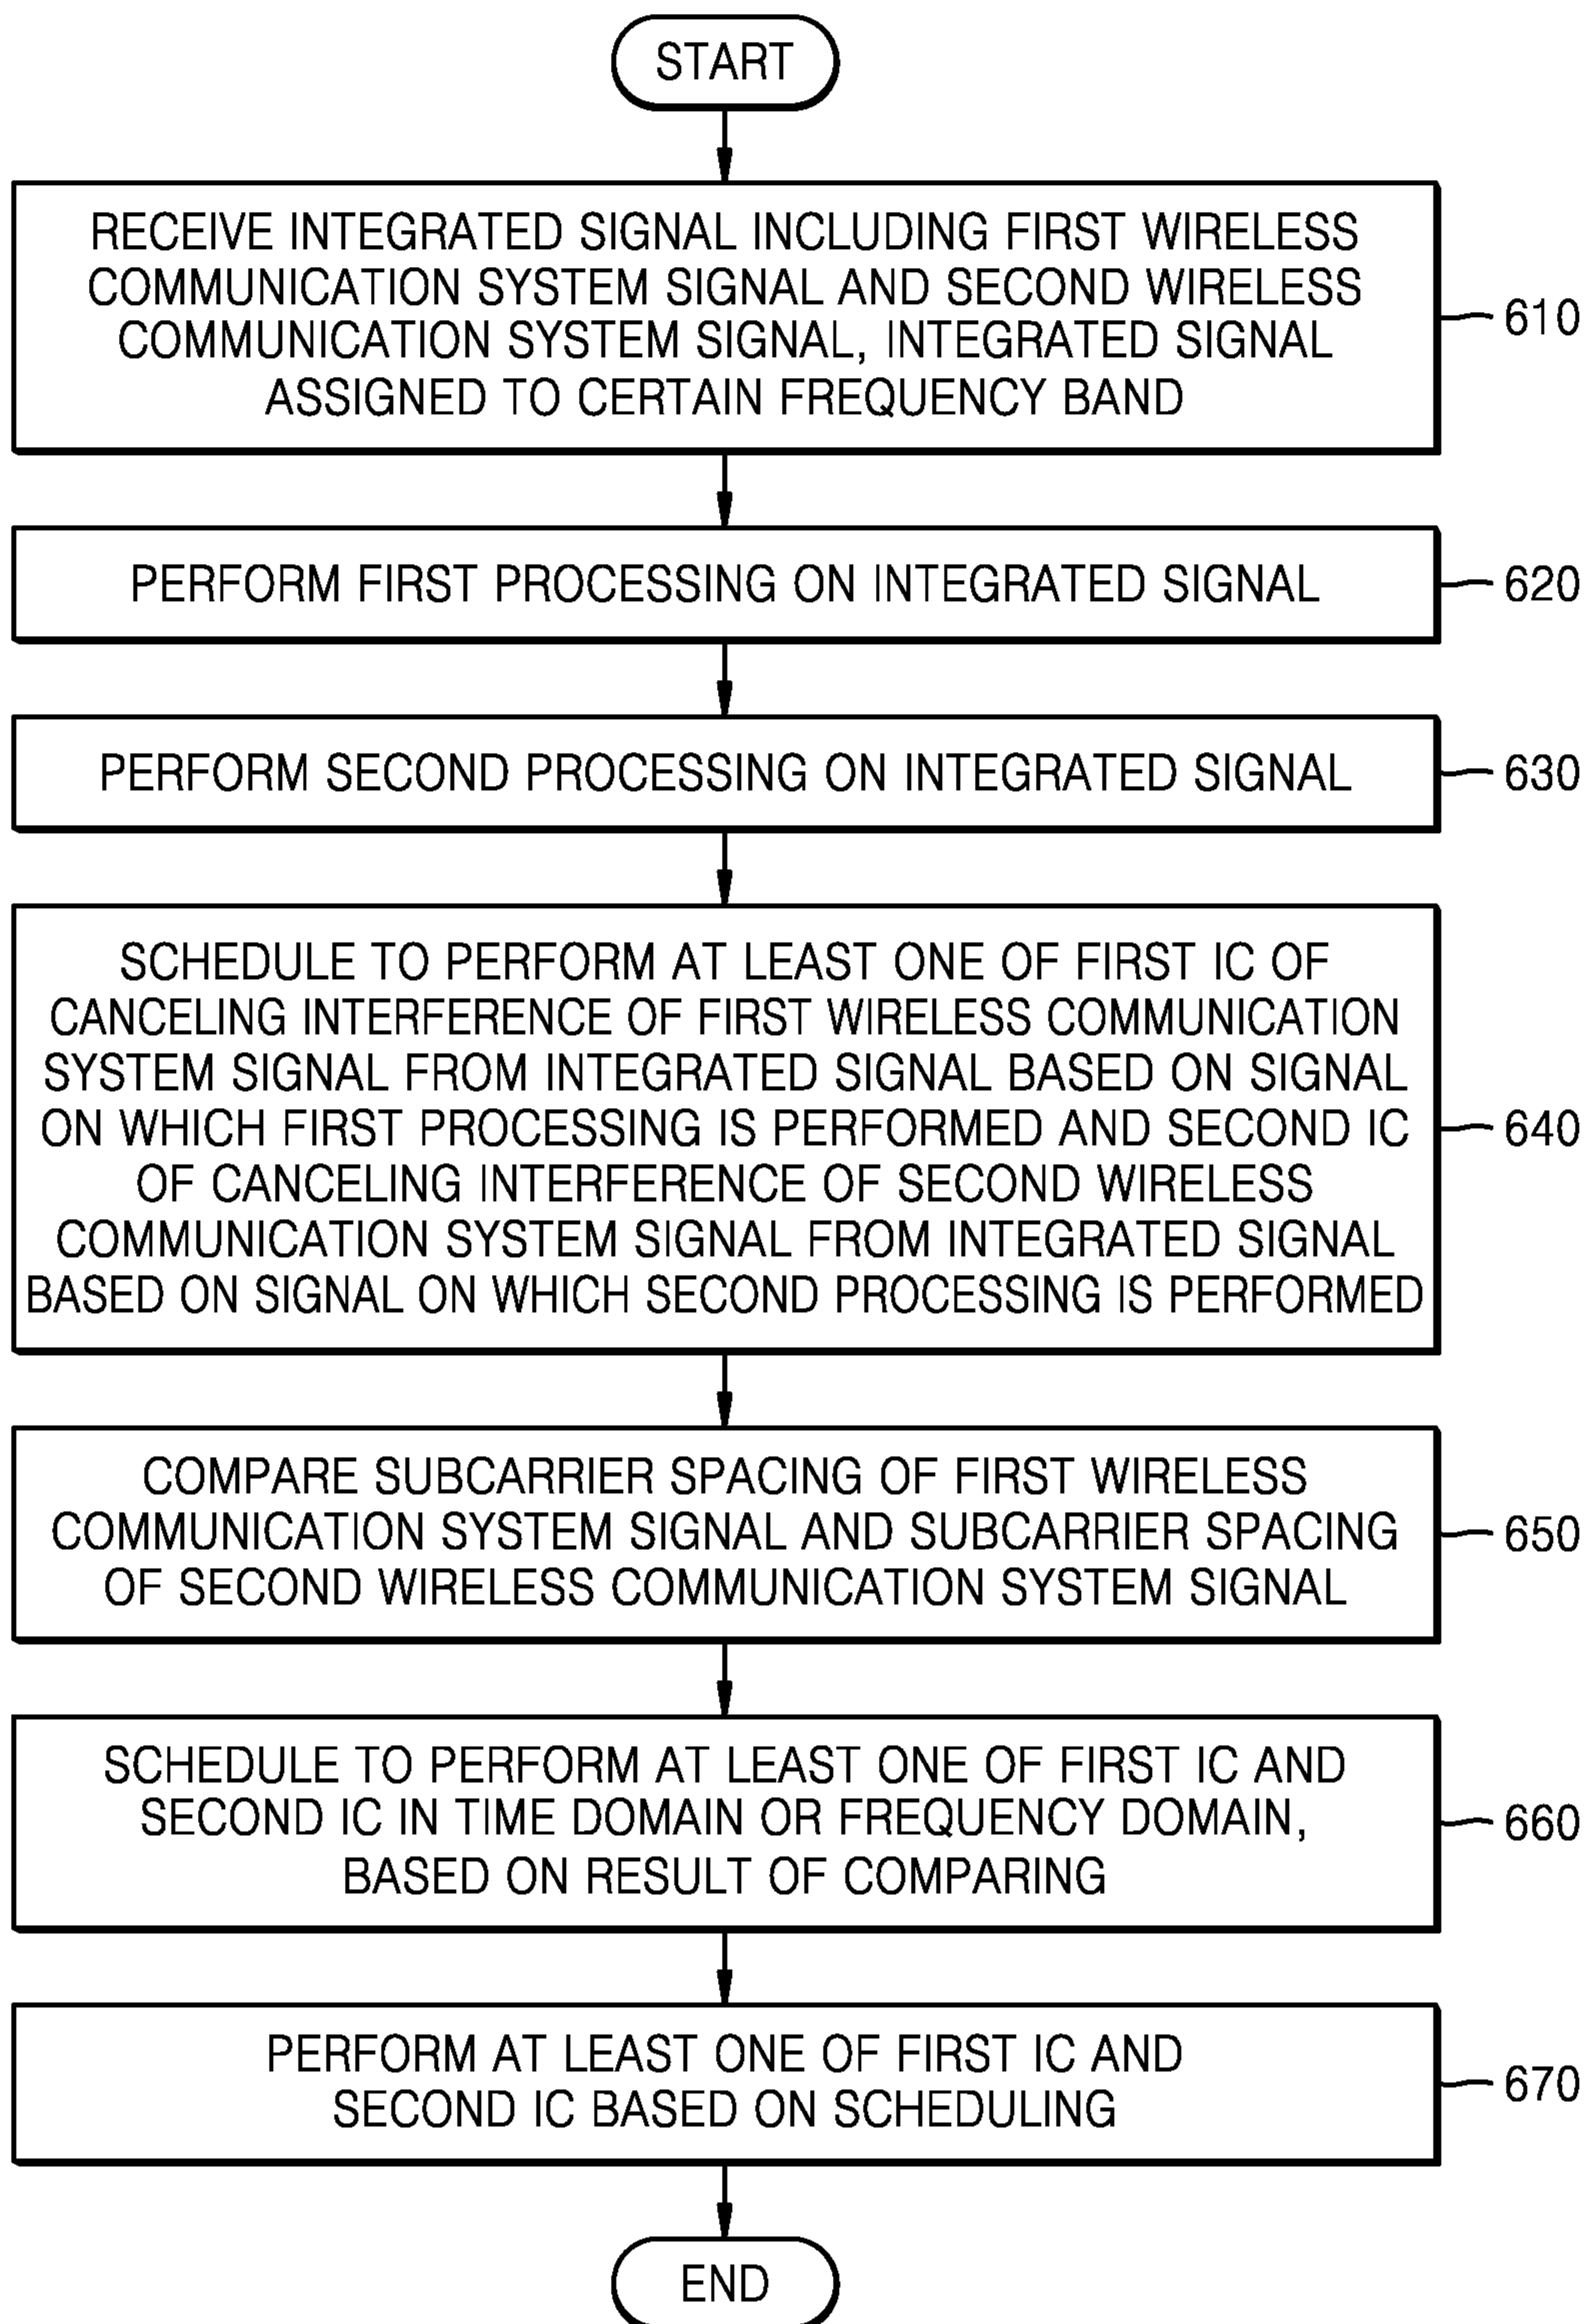 START
RECEIVE INTEGRATED SIGNAL INCLUDING FIRST WIRELESS
COMMUNICATION SYSTEM SIGNAL AND SECOND WIRELESS
COMMUNICATION SYSTEM SIGNAL, INTEGRATED SIGNAL
ASSIGNED TO CERTAIN FREQUENCY BAND
610
PERFORM FIRST PROCESSING ON INTEGRATED SIGNAL
620
PERFORM SECOND PROCESSING ON INTEGRATED SIGNAL
630
SCHEDULE TO PERFORM AT LEAST ONE OF FIRST IC OF
CANCELING INTERFERENCE OF FIRST WIRELESS COMMUNICATION
SYSTEM SIGNAL FROM INTEGRATED SIGNAL BASED ON SIGNAL
ON WHICH FIRST PROCESSING IS PERFORMED AND SECOND IC
OF CANCELING INTERFERENCE OF SECOND WIRELESS
COMMUNICATION SYSTEM SIGNAL FROM INTEGRATED SIGNAL
BASED ON SIGNAL ON WHICH SECOND PROCESSING IS PERFORMED
640
COMPARE SUBCARRIER SPACING OF FIRST WIRELESS
COMMUNICATION SYSTEM SIGNAL AND SUBCARRIER SPACING
OF SECOND WIRELESS COMMUNICATION SYSTEM SIGNAL
650
SCHEDULE TO PERFORM AT LEAST ONE OF FIRST IC AND
SECOND IC IN TIME DOMAIN OR FREQUENCY DOMAIN,
BASED ON RESULT OF COMPARING
660
PERFORM AT LEAST ONE OF FIRST IC AND
SECOND IC BASED ON SCHEDULING
670
END